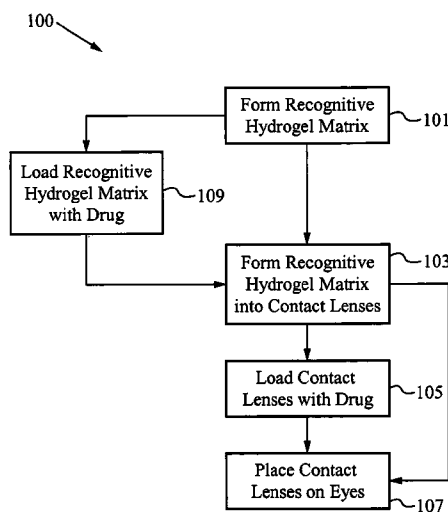 100
Form Recognitive
Hydrogel Matrix
101
Load Recognitive
Hydrogel Matrix
with Drug
109
Form Recognitive
Hydrogel Matrix
into Contact Lenses
103
Load Contact
Lenses with Drug
105
Place Contact
Lenses on Eyes
107